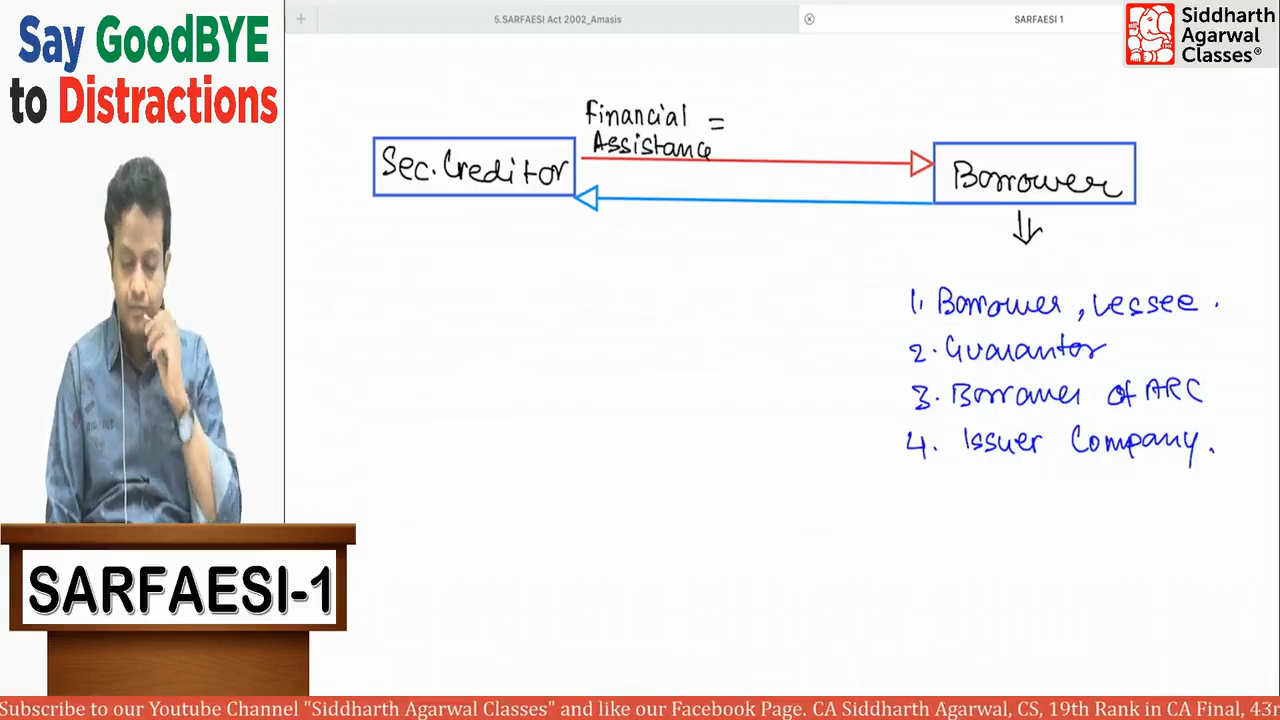 Say GoodBYE
to Distractions
5.SARFAESI Act 2002_Amasis
SARFAESI 1
Siddharth
Agarwal
Classes®
Financial =
Assistance
Sec. Creditor
Borrower
1. Borrower, Lessee.
2. Guarantor
3. Borrower of ARC
4. Issuer Company.
SARFAESI-1
Subscribe to our Youtube Channel "Siddharth Agarwal Classes" and like our Facebook Page. CA Siddharth Agarwal, CS, 19th Rank in CA Final, 43r